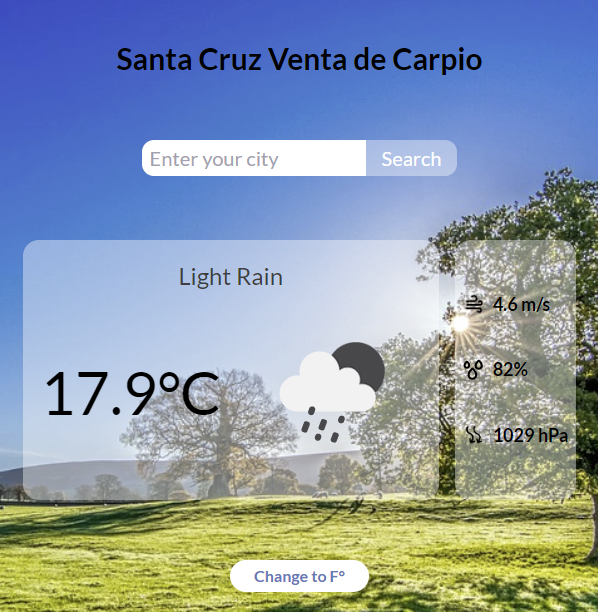 Santa Cruz Venta de Carpio
Enter your city
Search
Light Rain
17.9°C
4.6 m/s
82%
1029 hPa
Change to F°